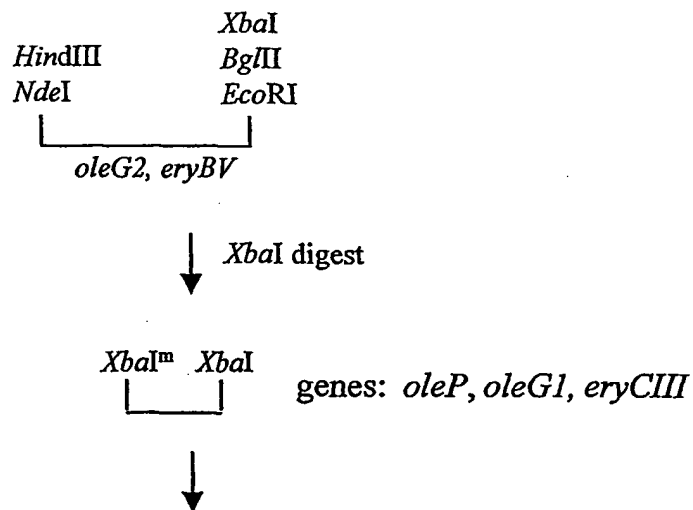 XbaI
HindIII BglII
NdeI EcoRI
oleG2, eryBV
XbaI digest
XbaIᵐ XbaI
genes: oleP, oleG1, eryCIII